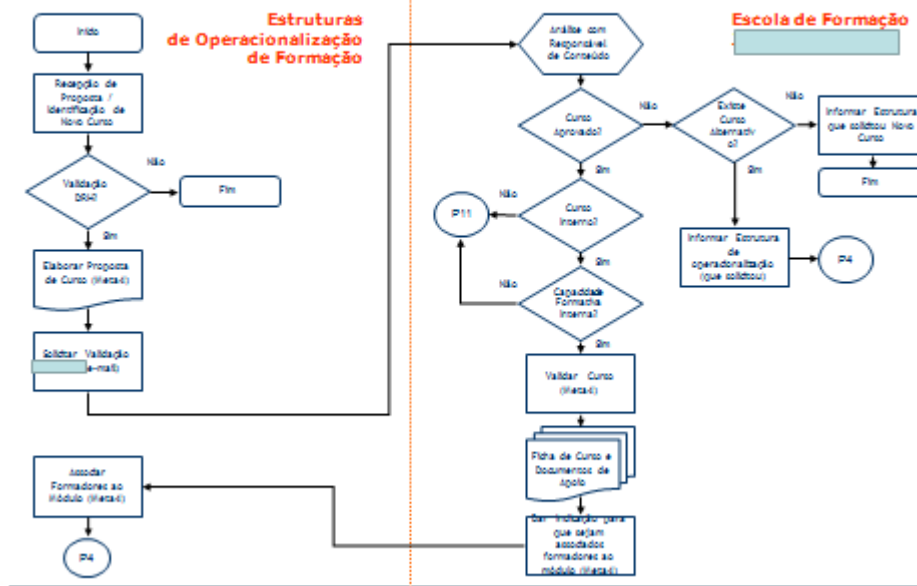 Estruturas
de Operacionalização
de Formação
Escola de Formação
Início
Recepção de
Proposta /
Identificação de
Novo Curso
Validação
DRH?
Não
Fim
Sim
Elaborar Proposta
de Curso (Meta4)
Solicitar Validação
e-mail)
Associar
Formadores ao
Módulo (Meta4)
P4
Análise com
Responsável
de Conteúdo
Curso
Aprovado?
Não
Existe
Curso
Alternativ
o?
Não
Informar Estrutura
que solicitou Novo
Curso
Fim
Sim
Sim
Informar Estrutura
de
operacionalização
(que solicitou)
P4
P11
Não
Curso
Interno?
Sim
Não
Capacidade
Formativa
Interna?
Sim
Validar Curso
(Meta4)
Ficha de Curso e
Documentos de
Apoio
Dar indicação para
que sejam
associados
formadores ao
módulo (Meta4)